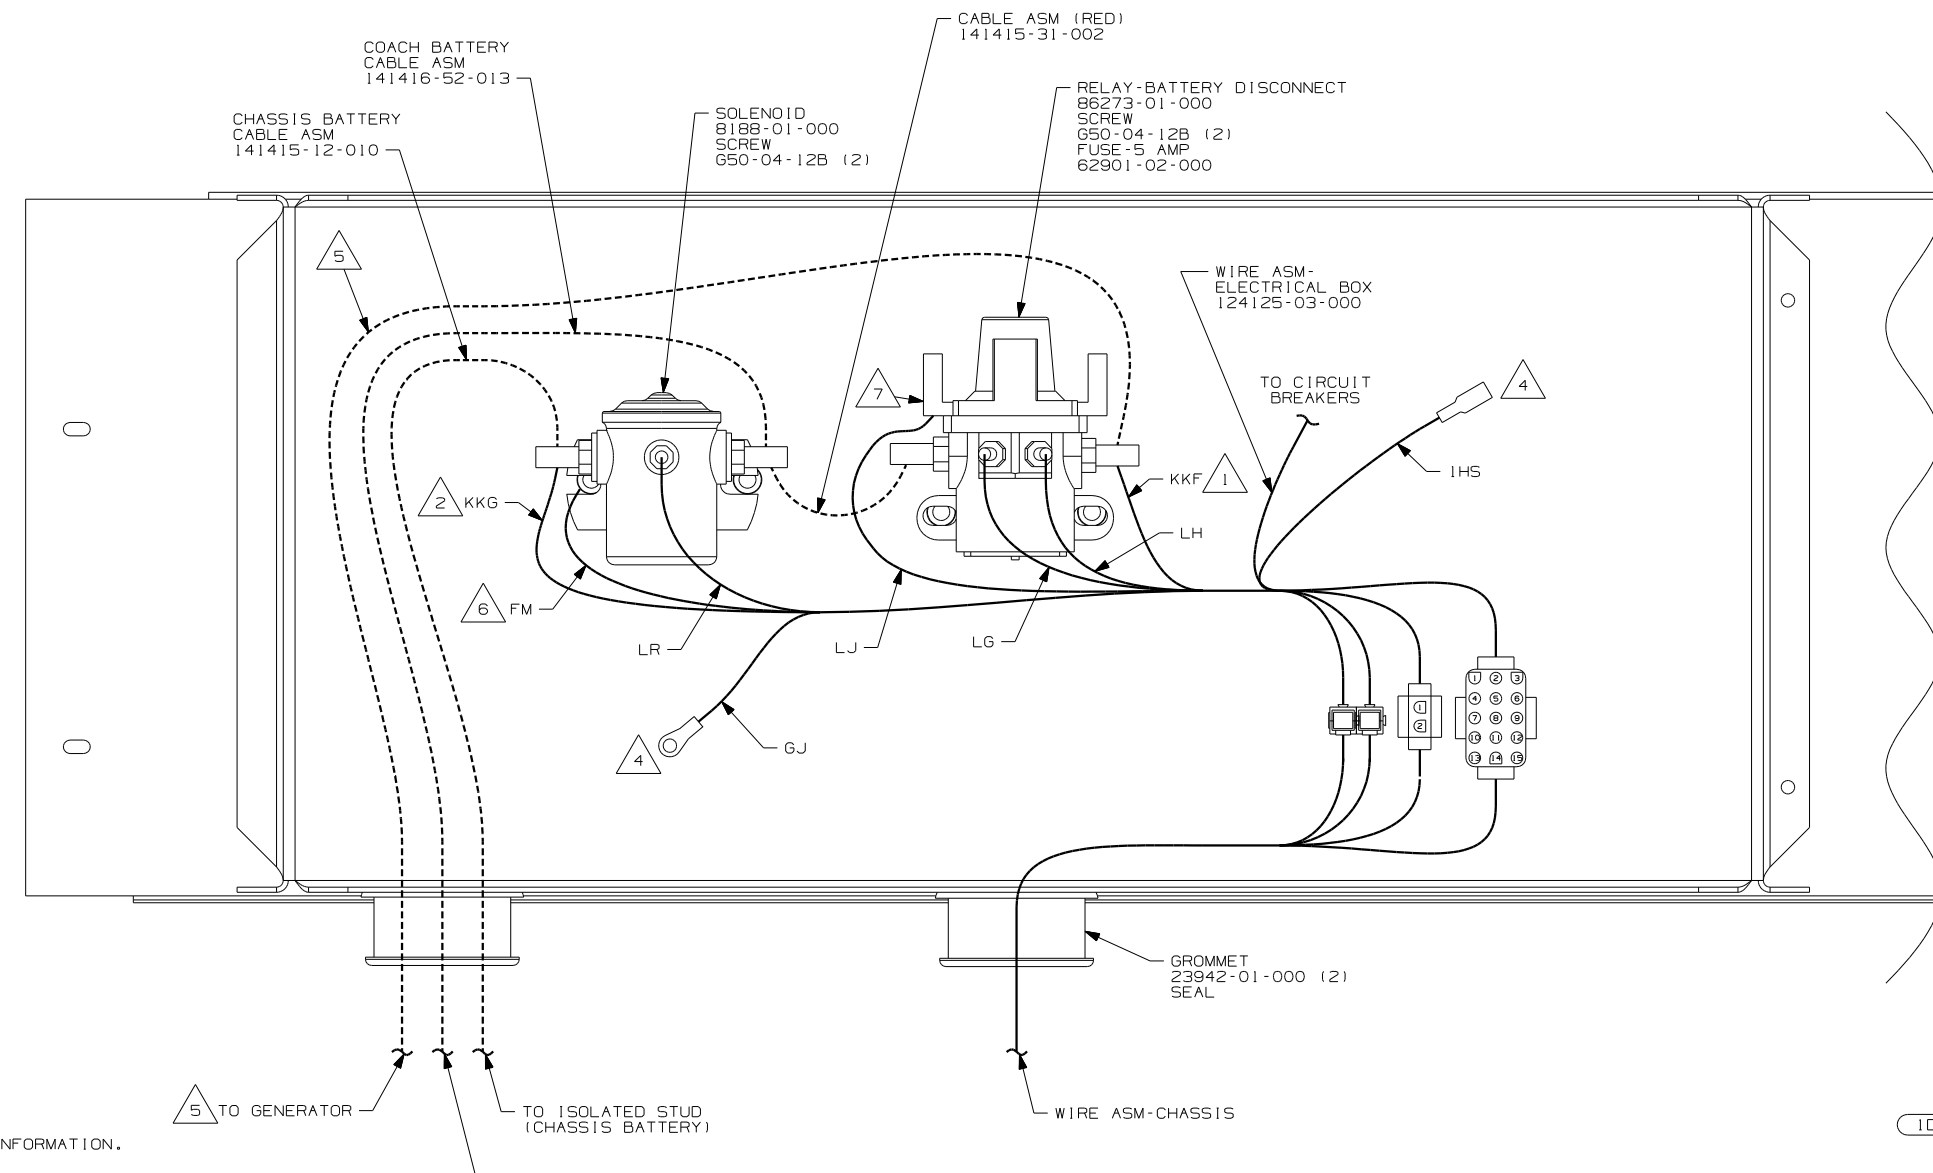 CABLE ASM (RED)
141415-31-002
COACH BATTERY
CABLE ASM
141416-52-013
RELAY-BATTERY DISCONNECT
86273-01-000
SCREW
G50-04-12B (2)
FUSE-5 AMP
62901-02-000
SOLENOID
8188-01-000
SCREW
G50-04-12B (2)
CHASSIS BATTERY
CABLE ASM
141415-12-010
5
WIRE ASM-
ELECTRICAL BOX
124125-03-000
TO CIRCUIT
BREAKERS
4
7
1HS
KKF 1
2 KKG
LH
6 FM
LR
LJ
LG
GJ
4
1
2
1 2 3
4 5 6
7 8 9
10 11 12
13 14 15
GROMMET
23942-01-000 (2)
SEAL
5 TO GENERATOR
TO ISOLATED STUD
(CHASSIS BATTERY)
WIRE ASM-CHASSIS
NFORMATION.